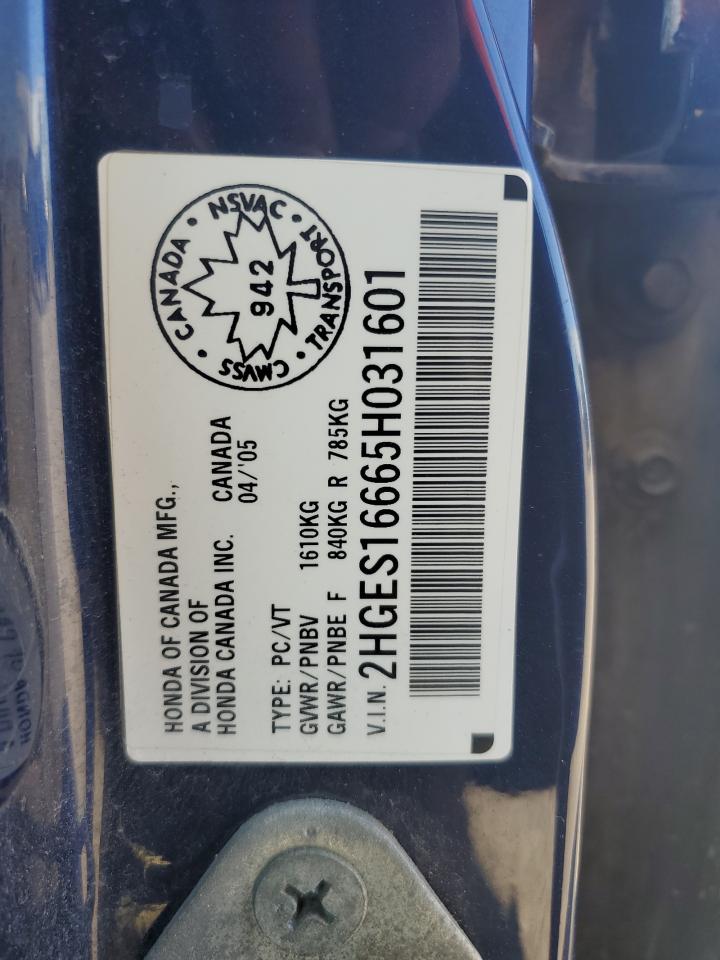 HONDA OF CANADA MFG.,
A DIVISION OF
HONDA CANADA INC. CANADA
04/'05
TYPE: PC/VT
GVWR/PNBV 1610KG
GAWR/PNBE F 840KG R 785KG
V.I.N. 2HGES16665H031601
CANADA • NSVAC • TRANSPORT • CMVSS •
942